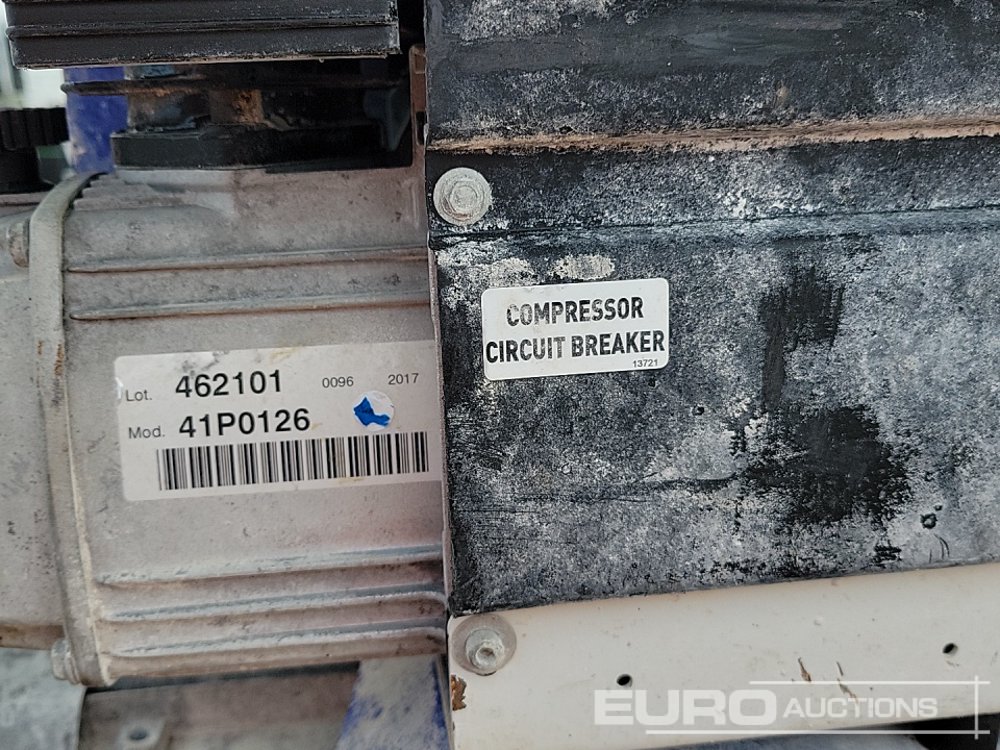 Lot. 462101 0096 2017
Mod. 41P0126
COMPRESSOR
CIRCUIT BREAKER
13721
EURO AUCTIONS